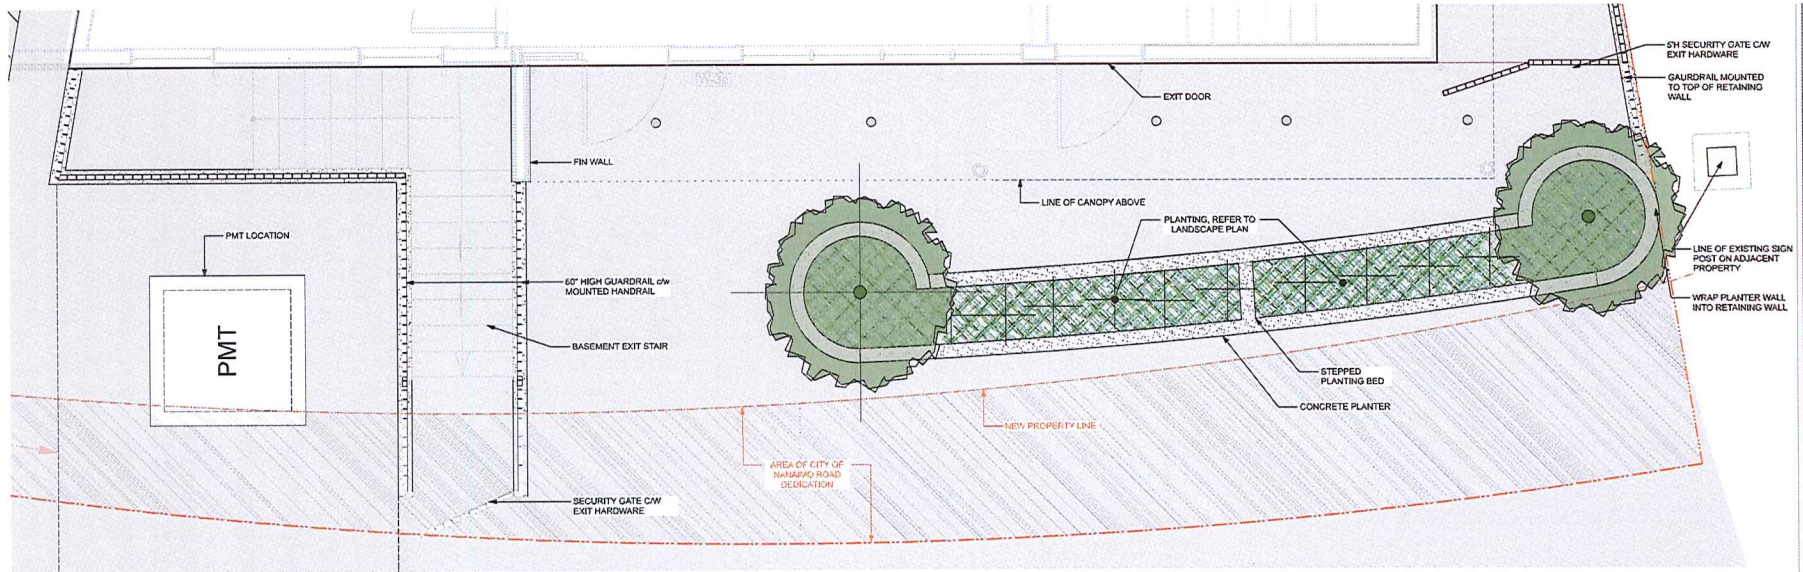 5'H SECURITY GATE C/W
EXIT HARDWARE
GAURDRAIL MOUNTED
TO TOP OF RETAINING
WALL
EXIT DOOR
FIN WALL
LINE OF CANOPY ABOVE
PLANTING, REFER TO
LANDSCAPE PLAN
PMT LOCATION
PMT
60" HIGH GUARDRAIL c/w
MOUNTED HANDRAIL
LINE OF EXISTING SIGN
POST ON ADJACENT
PROPERTY
WRAP PLANTER WALL
INTO RETAINING WALL
BASEMENT EXIT STAIR
STEPPED
PLANTING BED
CONCRETE PLANTER
NEW PROPERTY LINE
AREA OF CITY OF
NANAIMO ROAD
DEDICATION
SECURITY GATE C/W
EXIT HARDWARE